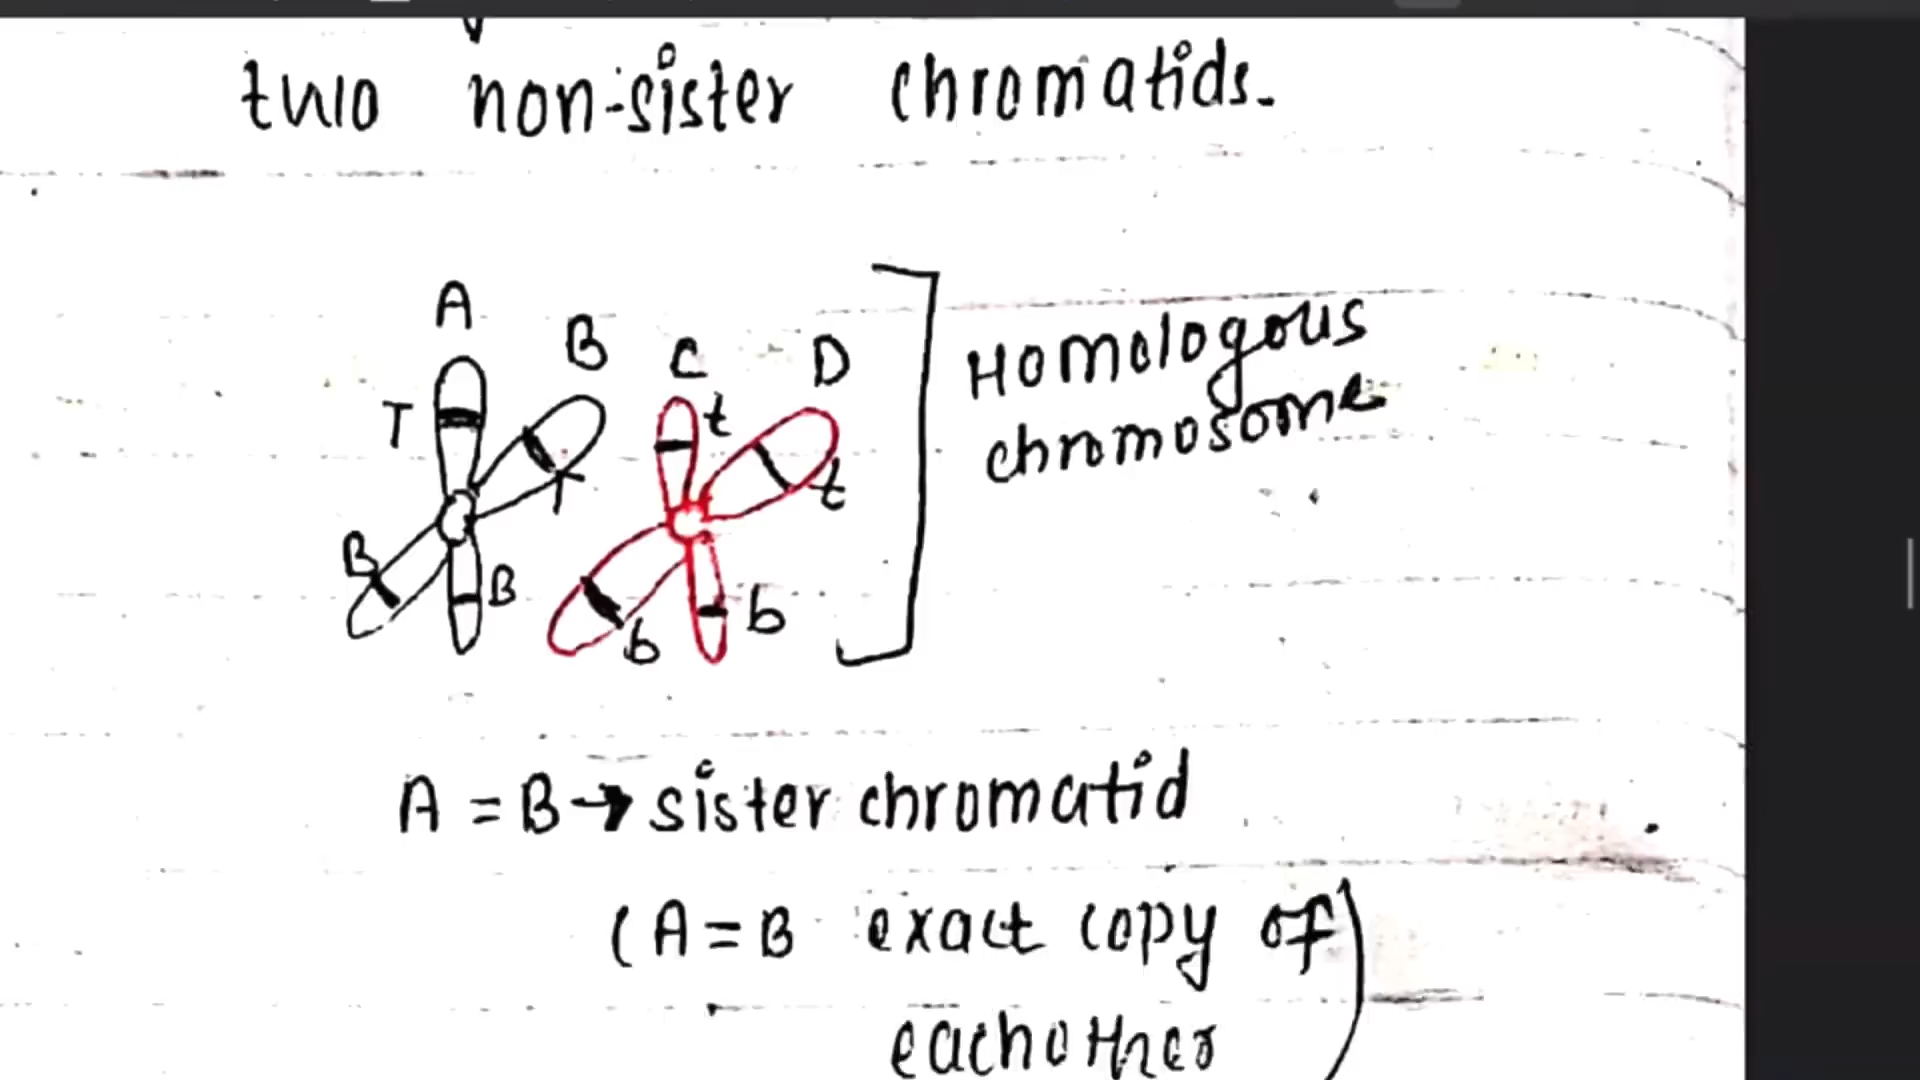 two non-sister chromatids.
A
B C D
T t
T t
B B
b b
Homologous
chromosome
A = B → sister chromatid
(A = B exact copy of
eachother)